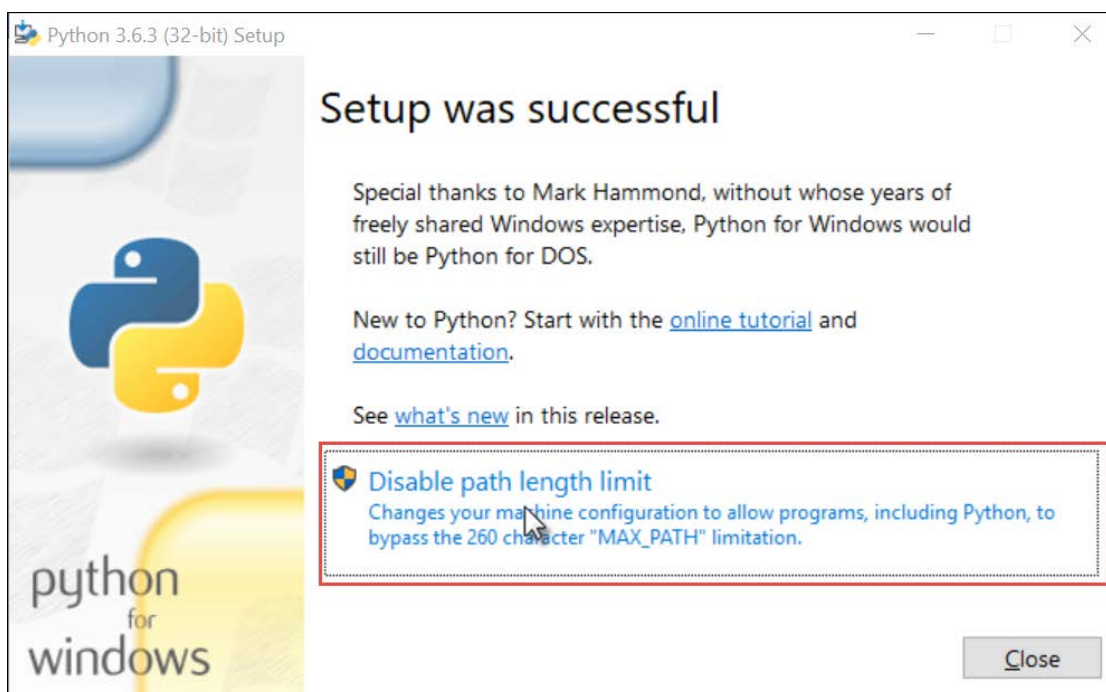 Python 3.6.3 (32-bit) Setup
Setup was successful
Special thanks to Mark Hammond, without whose years of
freely shared Windows expertise, Python for Windows would
still be Python for DOS.
New to Python? Start with the online tutorial and
documentation.
See what's new in this release.
Disable path length limit
Changes your machine configuration to allow programs, including Python, to
bypass the 260 character "MAX_PATH" limitation.
python
for
windows
Close